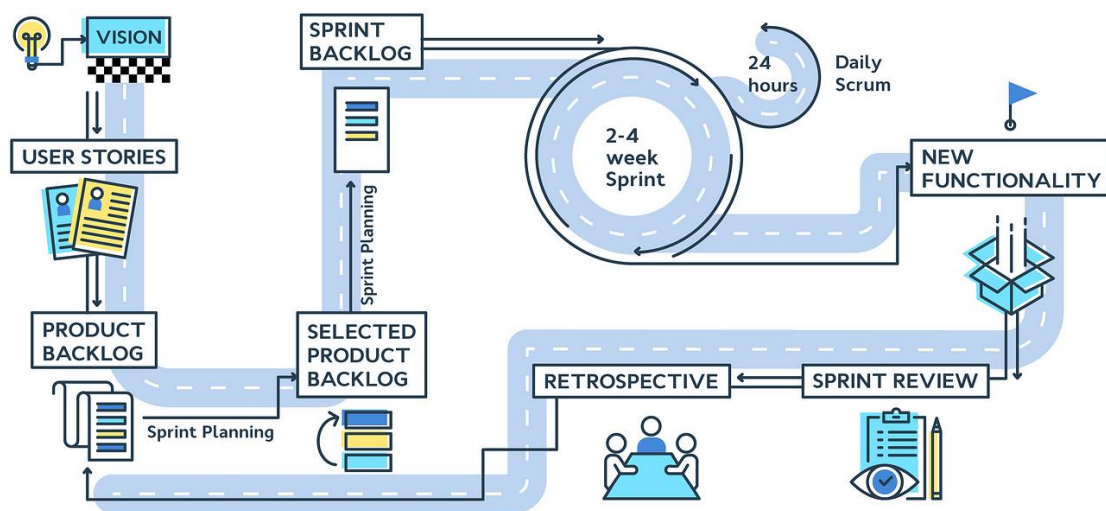 VISION
USER STORIES
PRODUCT
BACKLOG
Sprint Planning
SELECTED
PRODUCT
BACKLOG
Sprint Planning
SPRINT
BACKLOG
2-4
week
Sprint
24
hours
Daily
Scrum
NEW
FUNCTIONALITY
SPRINT REVIEW
RETROSPECTIVE